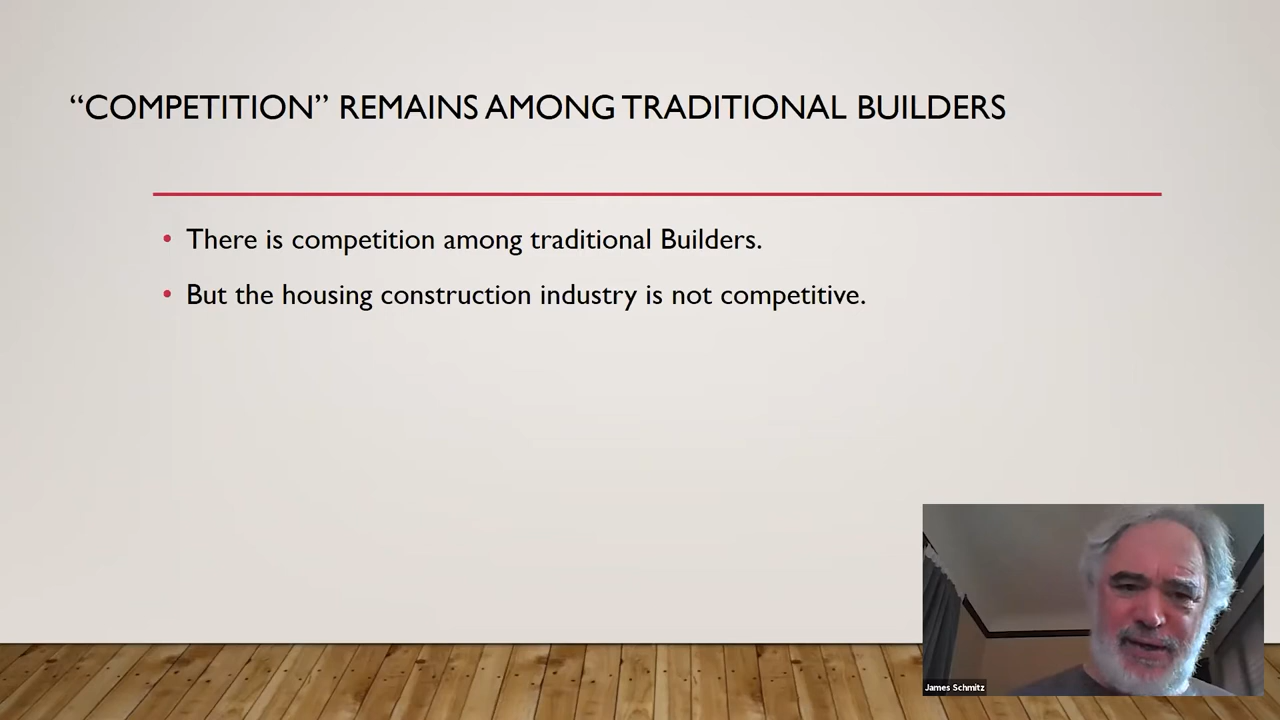 “COMPETITION” REMAINS AMONG TRADITIONAL BUILDERS
• There is competition among traditional Builders.
• But the housing construction industry is not competitive.
James Schmitz